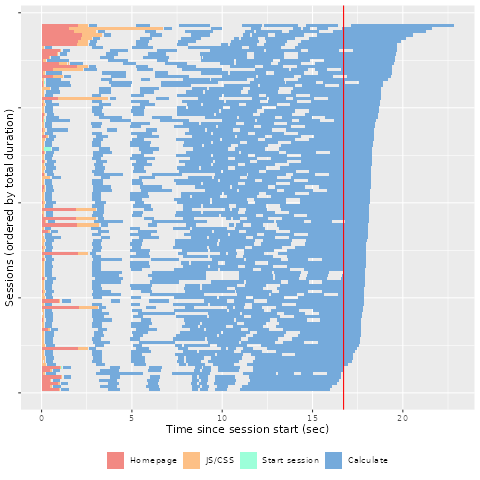 Sessions (ordered by total duration)
0 5 10 15 20
Time since session start (sec)
Homepage JS/CSS Start session Calculate